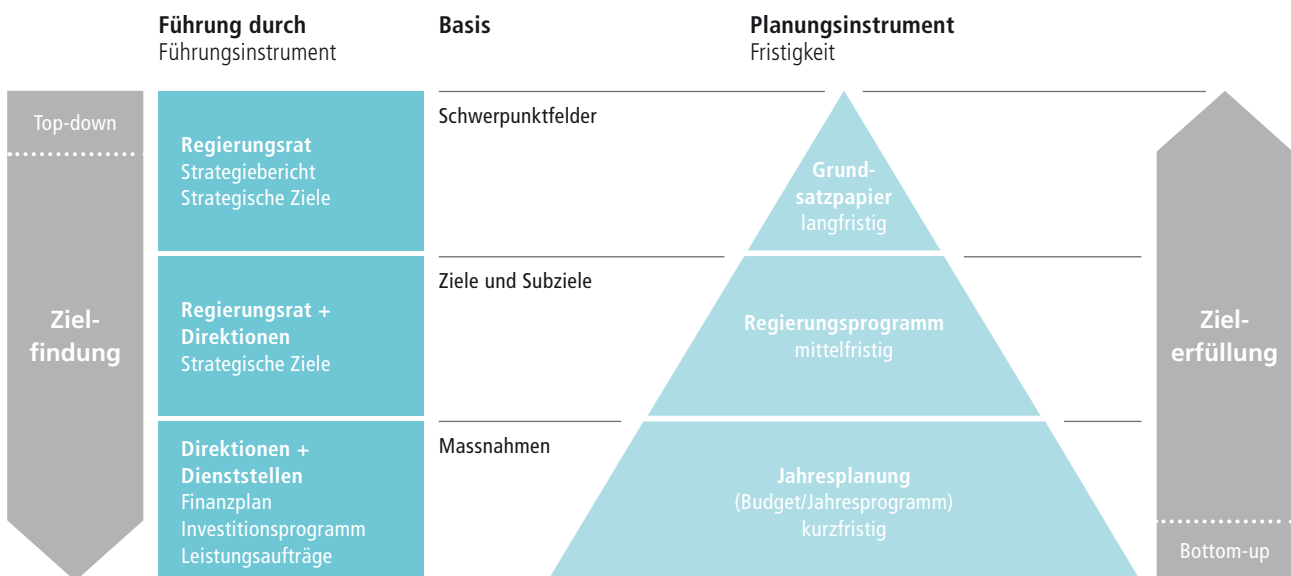 Führung durch
Führungsinstrument
Basis
Planungsinstrument
Fristigkeit
Top-down
Ziel-
findung
Regierungsrat
Strategiebericht
Strategische Ziele
Schwerpunktfelder
Grund-
satzpapier
langfristig
Regierungsrat +
Direktionen
Strategische Ziele
Ziele und Subziele
Regierungsprogramm
mittelfristig
Direktionen +
Dienststellen
Finanzplan
Investitionsprogramm
Leistungsaufträge
Massnahmen
Jahresplanung
(Budget/Jahresprogramm)
kurzfristig
Ziel-
erfüllung
Bottom-up